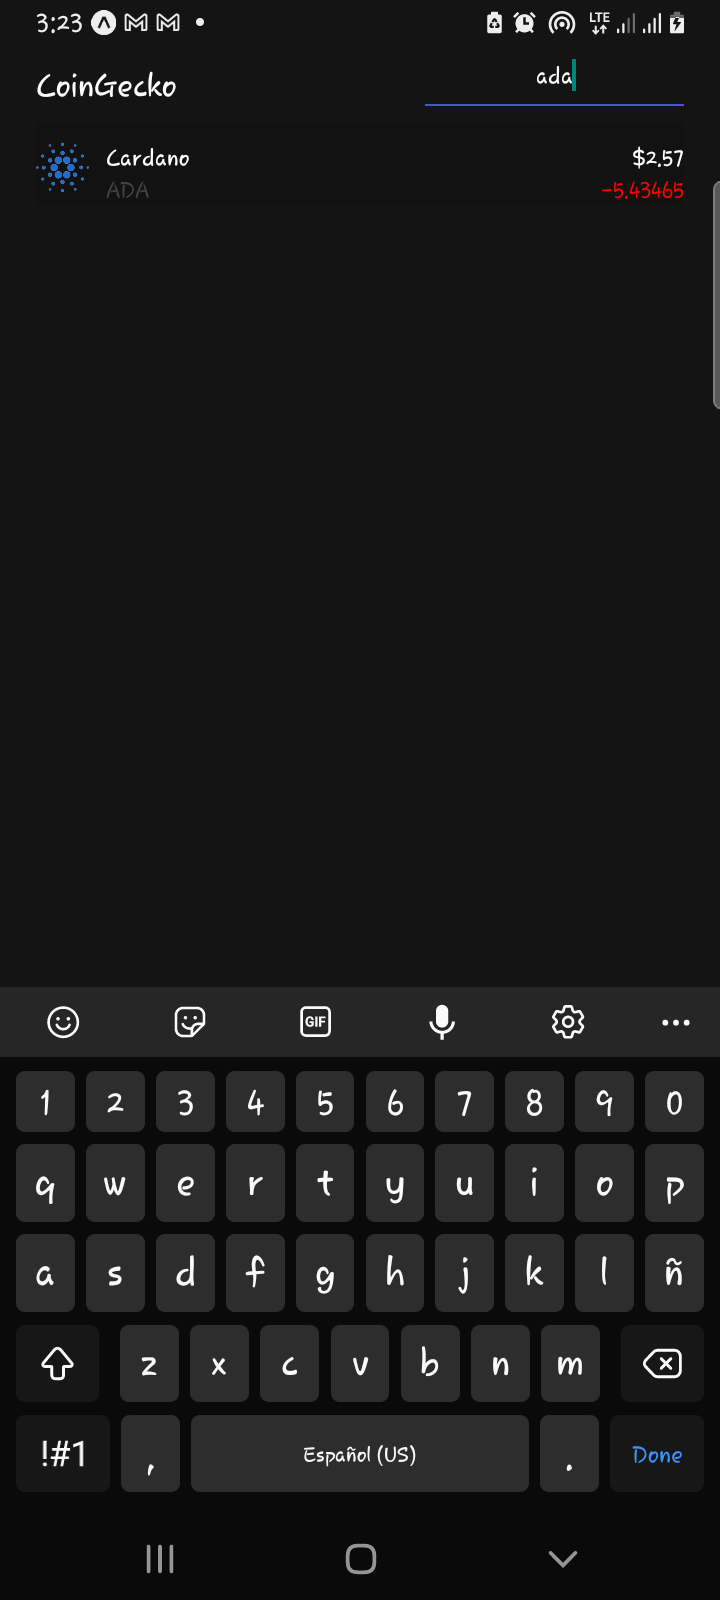 3:23
LTE
CoinGecko
ada
Cardano
$2.57
ADA
-5.43465
GIF
1 2 3 4 5 6 7 8 9 0
q w e r t y u i o p
a s d f g h j k l ñ
z x c v b n m
!#1 , Español (US) . Done